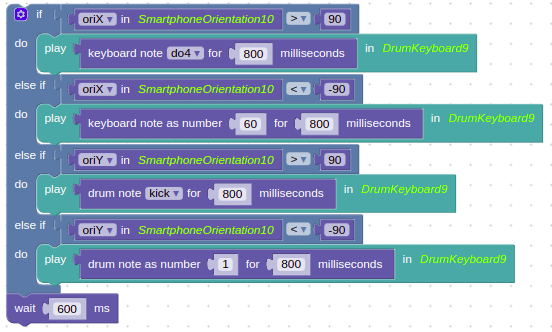 if oriX in SmartphoneOrientation10 > 90
do play keyboard note do4 for 800 milliseconds in DrumKeyboard9
else if oriX in SmartphoneOrientation10 < -90
do play keyboard note as number 60 for 800 milliseconds in DrumKeyboard9
else if oriY in SmartphoneOrientation10 > 90
do play drum note kick for 800 milliseconds in DrumKeyboard9
else if oriY in SmartphoneOrientation10 < -90
do play drum note as number 1 for 800 milliseconds in DrumKeyboard9
wait 600 ms